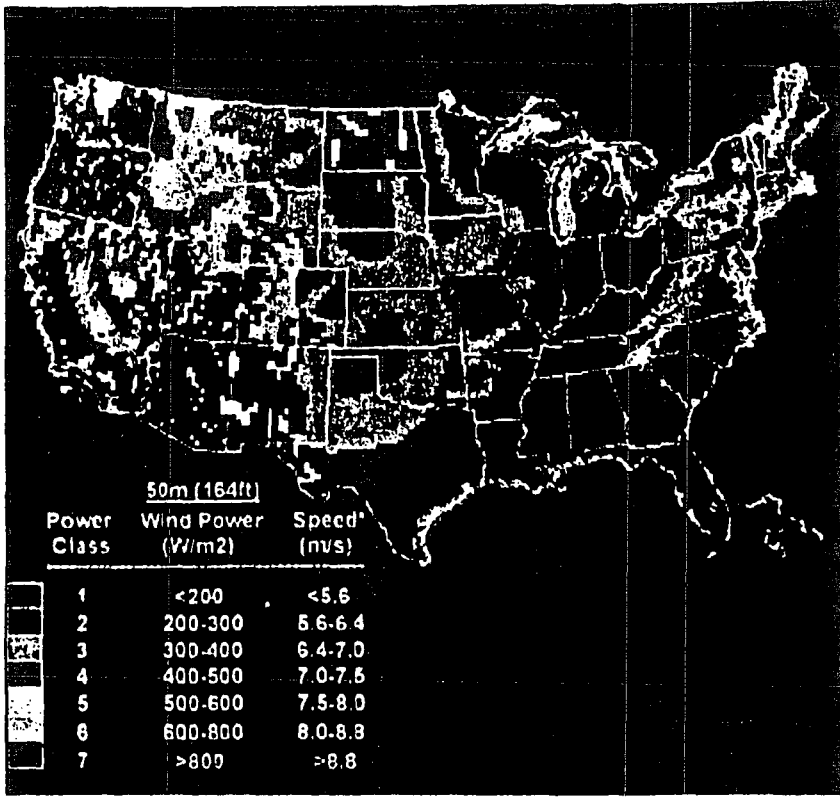 50m (164ft)
Power Wind Power Speed*
Class (W/m2) (m/s)
1 <200 <5.6
2 200-300 5.6-6.4
3 300-400 6.4-7.0
4 400-500 7.0-7.5
5 500-600 7.5-8.0
6 600-800 8.0-8.8
7 >800 >8.8